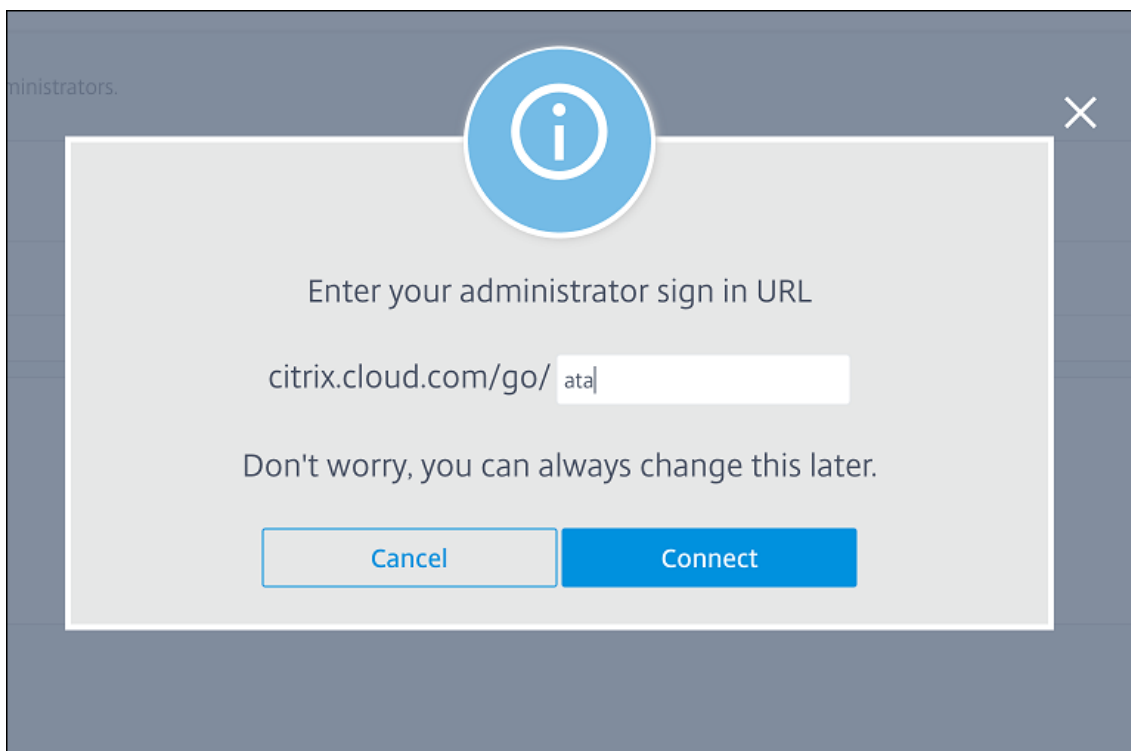 ministrators.
Enter your administrator sign in URL
citrix.cloud.com/go/ ata
Don't worry, you can always change this later.
Cancel Connect